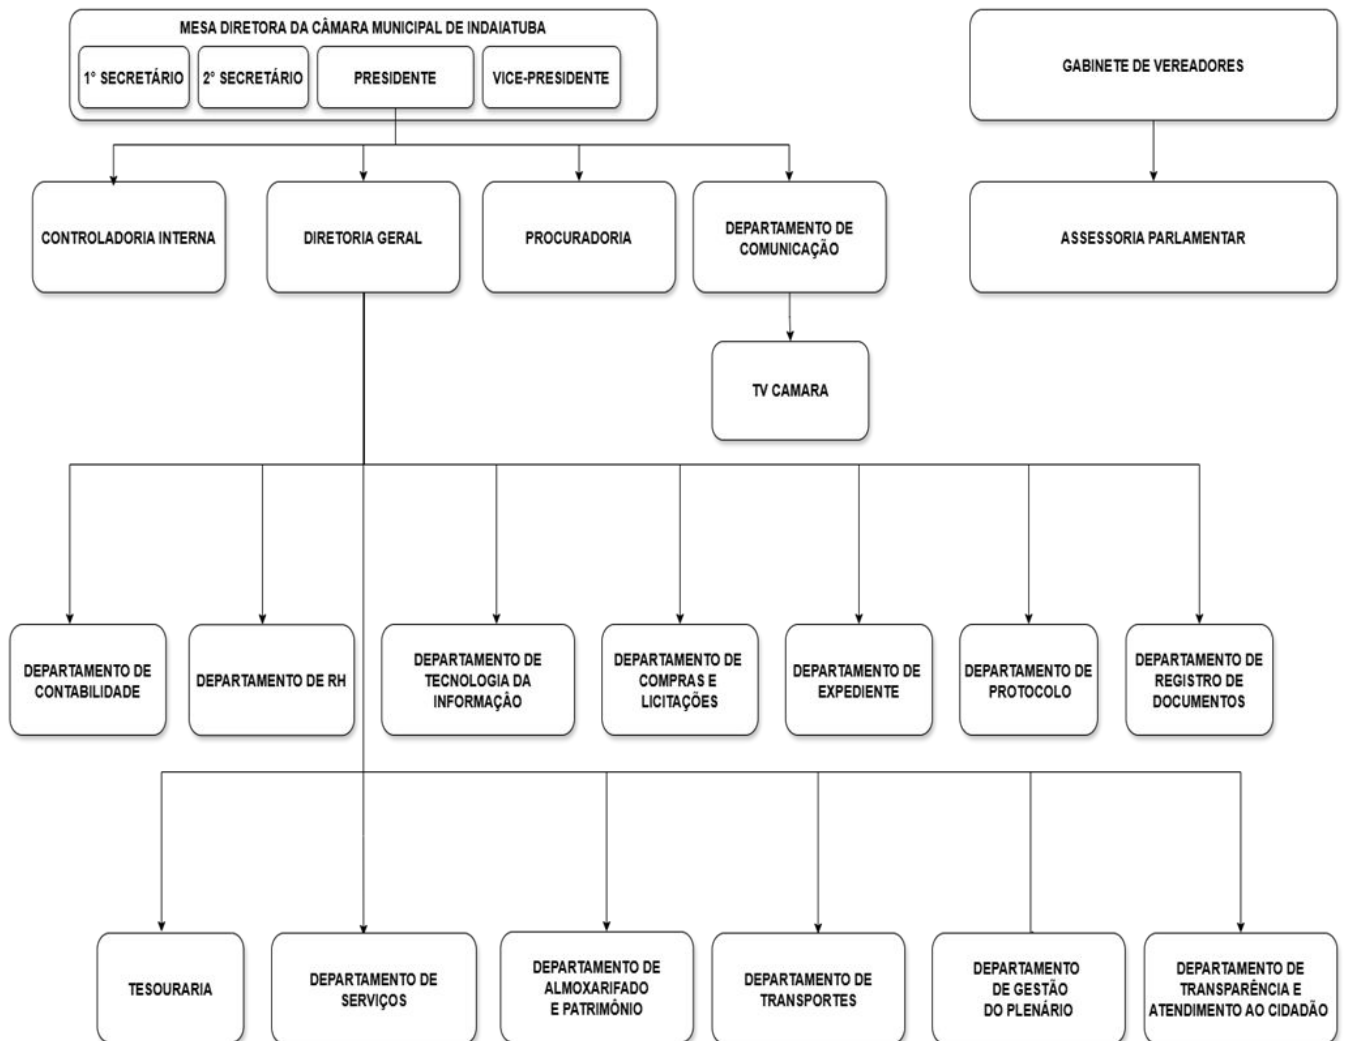 MESA DIRETORA DA CÂMARA MUNICIPAL DE INDAIATUBA
1° SECRETÁRIO
2° SECRETÁRIO
PRESIDENTE
VICE-PRESIDENTE
GABINETE DE VEREADORES
CONTROLADORIA INTERNA
DIRETORIA GERAL
PROCURADORIA
DEPARTAMENTO DE
COMUNICAÇÃO
ASSESSORIA PARLAMENTAR
TV CAMARA
DEPARTAMENTO DE
CONTABILIDADE
DEPARTAMENTO DE RH
DEPARTAMENTO DE
TECNOLOGIA DA
INFORMAÇÂO
DEPARTAMENTO DE
COMPRAS E
LICITAÇÕES
DEPARTAMENTO DE
EXPEDIENTE
DEPARTAMENTO DE
PROTOCOLO
DEPARTAMENTO DE
REGISTRO DE
DOCUMENTOS
TESOURARIA
DEPARTAMENTO DE
SERVIÇOS
DEPARTAMENTO DE
ALMOXARIFADO
E PATRIMÔNIO
DEPARTAMENTO DE
TRANSPORTES
DEPARTAMENTO
DE GESTÃO
DO PLENÁRIO
DEPARTAMENTO DE
TRANSPARÊNCIA E
ATENDIMENTO AO CIDADÃO